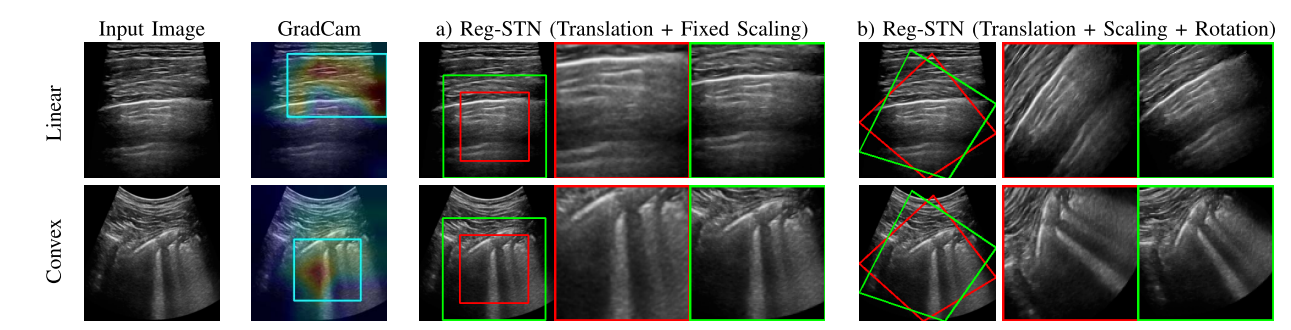 Input Image
GradCam
a) Reg-STN (Translation + Fixed Scaling)
b) Reg-STN (Translation + Scaling + Rotation)
Linear
Convex